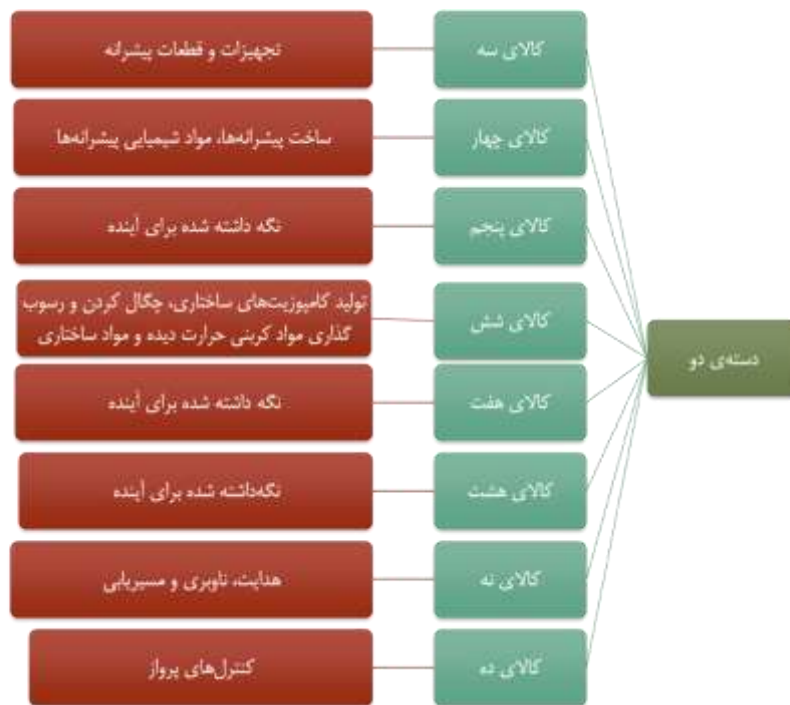 دسته‌ی دو
کالای سه
تجهیزات و قطعات پیشرانه
کالای چهار
ساخت پیشرانه‌ها، مواد شیمیایی پیشرانه‌ها
کالای پنجم
نگه داشته شده برای آینده
کالای شش
تولید کامپوزیت‌های ساختاری، چگال کردن و رسوب
گذاری مواد کربنی حرارت دیده و مواد ساختاری
کالای هفت
نگه داشته شده برای آینده
کالای هشت
نگه‌داشته شده برای آینده
کالای نه
هدایت، ناوبری و مسیریابی
کالای ده
کنترل‌های پرواز